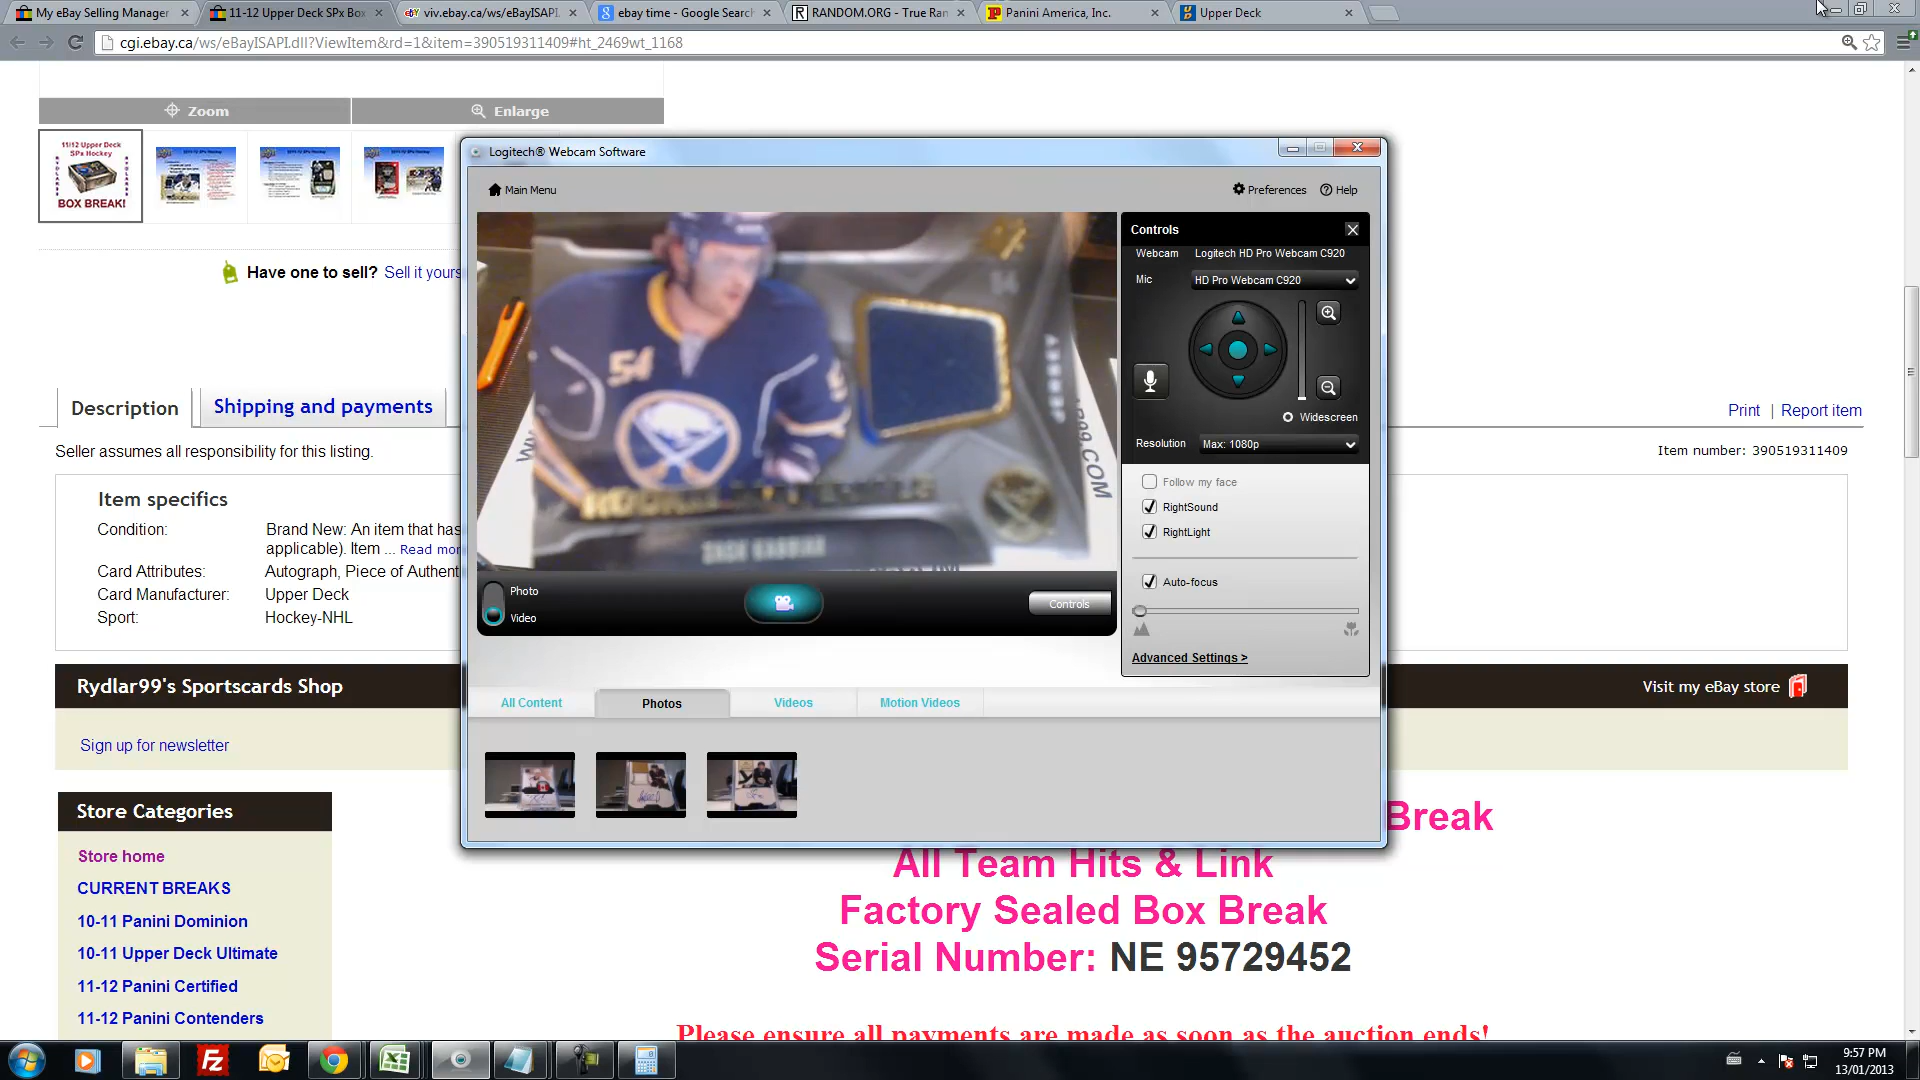 My eBay Selling Manager
11-12 Upper Deck SPx Box
viv.ebay.ca/ws/eBayISAPI.
ebay time - Google Search
RANDOM.ORG - True Ran
Panini America, Inc.
Upper Deck
cgi.ebay.ca/ws/eBayISAPI.dll?ViewItem&rd=1&item=390519311409#ht_2469wt_1168
Zoom
Enlarge
11/12 Upper Deck
SPx Hockey
BOX BREAK!
Have one to sell? Sell it yours
Description
Shipping and payments
Print | Report item
Seller assumes all responsibility for this listing.
Item number: 390519311409
Item specifics
Condition: Brand New: An item that has
applicable). Item ... Read mor
Card Attributes: Autograph, Piece of Authent
Card Manufacturer: Upper Deck
Sport: Hockey-NHL
Rydlar99's Sportscards Shop
Visit my eBay store
Sign up for newsletter
Store Categories
Store home
CURRENT BREAKS
10-11 Panini Dominion
10-11 Upper Deck Ultimate
11-12 Panini Certified
11-12 Panini Contenders
Logitech® Webcam Software
Main Menu
Preferences
Help
54
JERSEY
99.COM
Photo
Video
Controls
Controls
Webcam Logitech HD Pro Webcam C920
Mic HD Pro Webcam C920
Widescreen
Resolution Max: 1080p
Follow my face
RightSound
RightLight
Auto-focus
Advanced Settings >
All Content
Photos
Videos
Motion Videos
Break
All Team Hits & Link
Factory Sealed Box Break
Serial Number: NE 95729452
Please ensure all payments are made as soon as the auction ends!
9:57 PM
13/01/2013